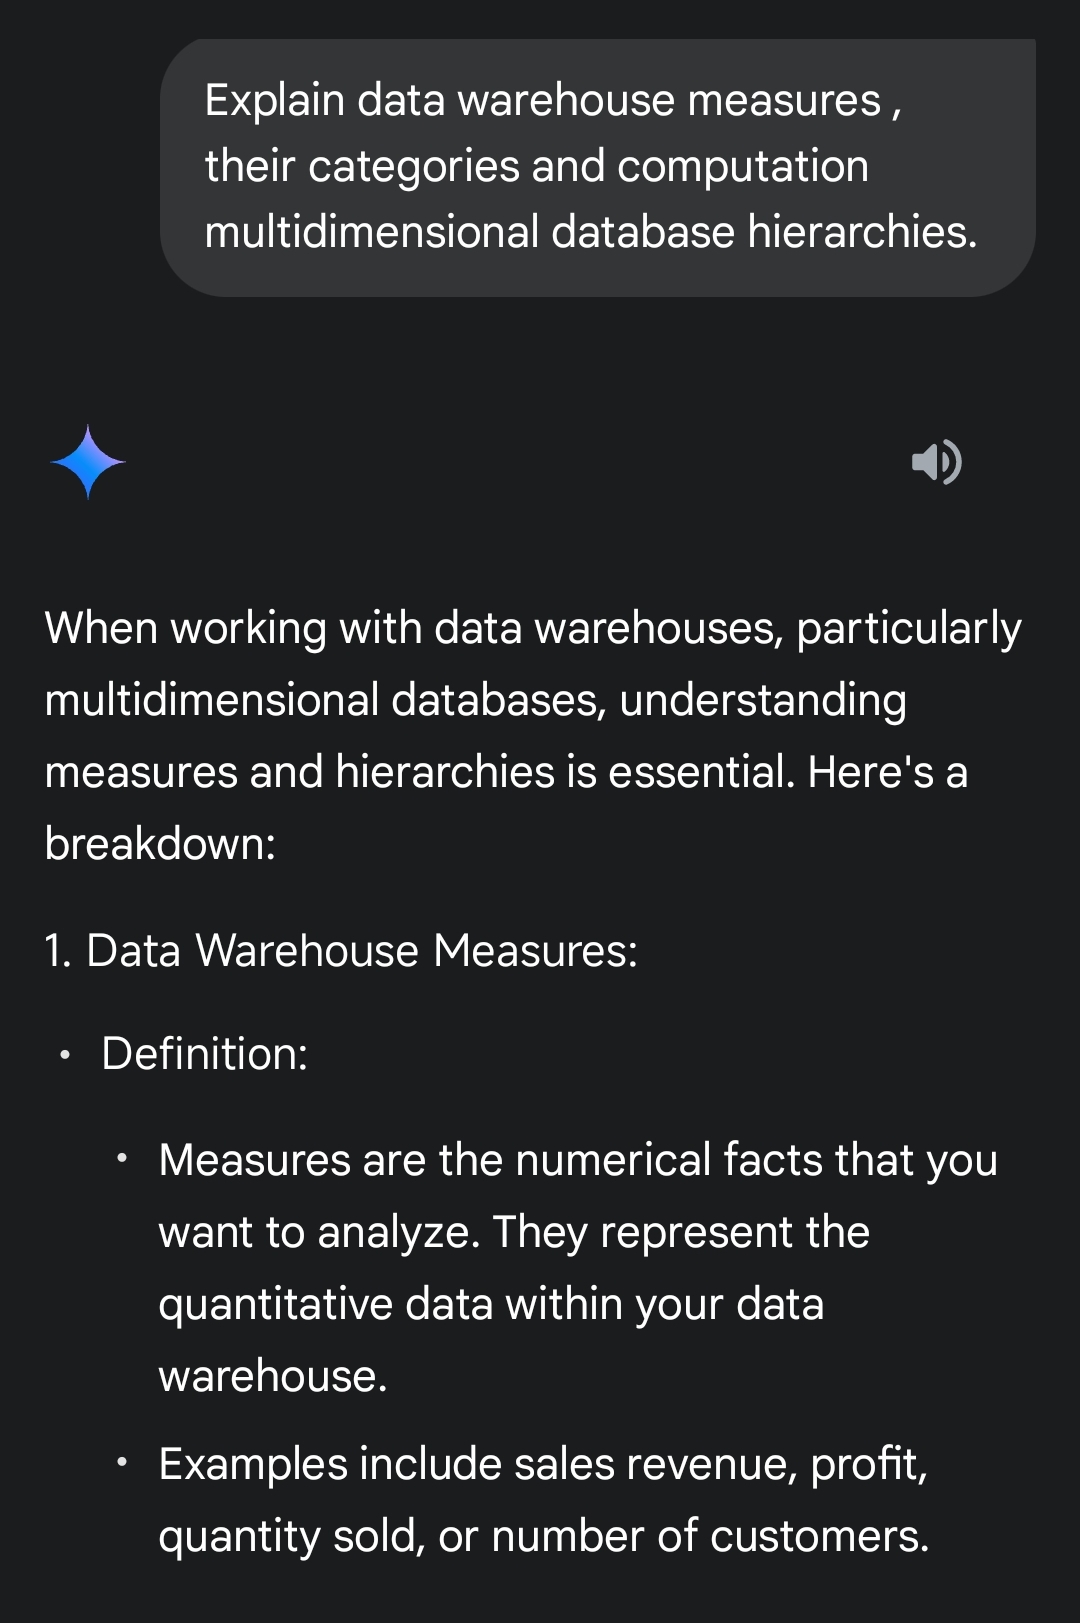 Explain data warehouse measures ,
their categories and computation
multidimensional database hierarchies.
When working with data warehouses, particularly
multidimensional databases, understanding
measures and hierarchies is essential. Here's a
breakdown:
1. Data Warehouse Measures:
• Definition:
• Measures are the numerical facts that you
want to analyze. They represent the
quantitative data within your data
warehouse.
• Examples include sales revenue, profit,
quantity sold, or number of customers.